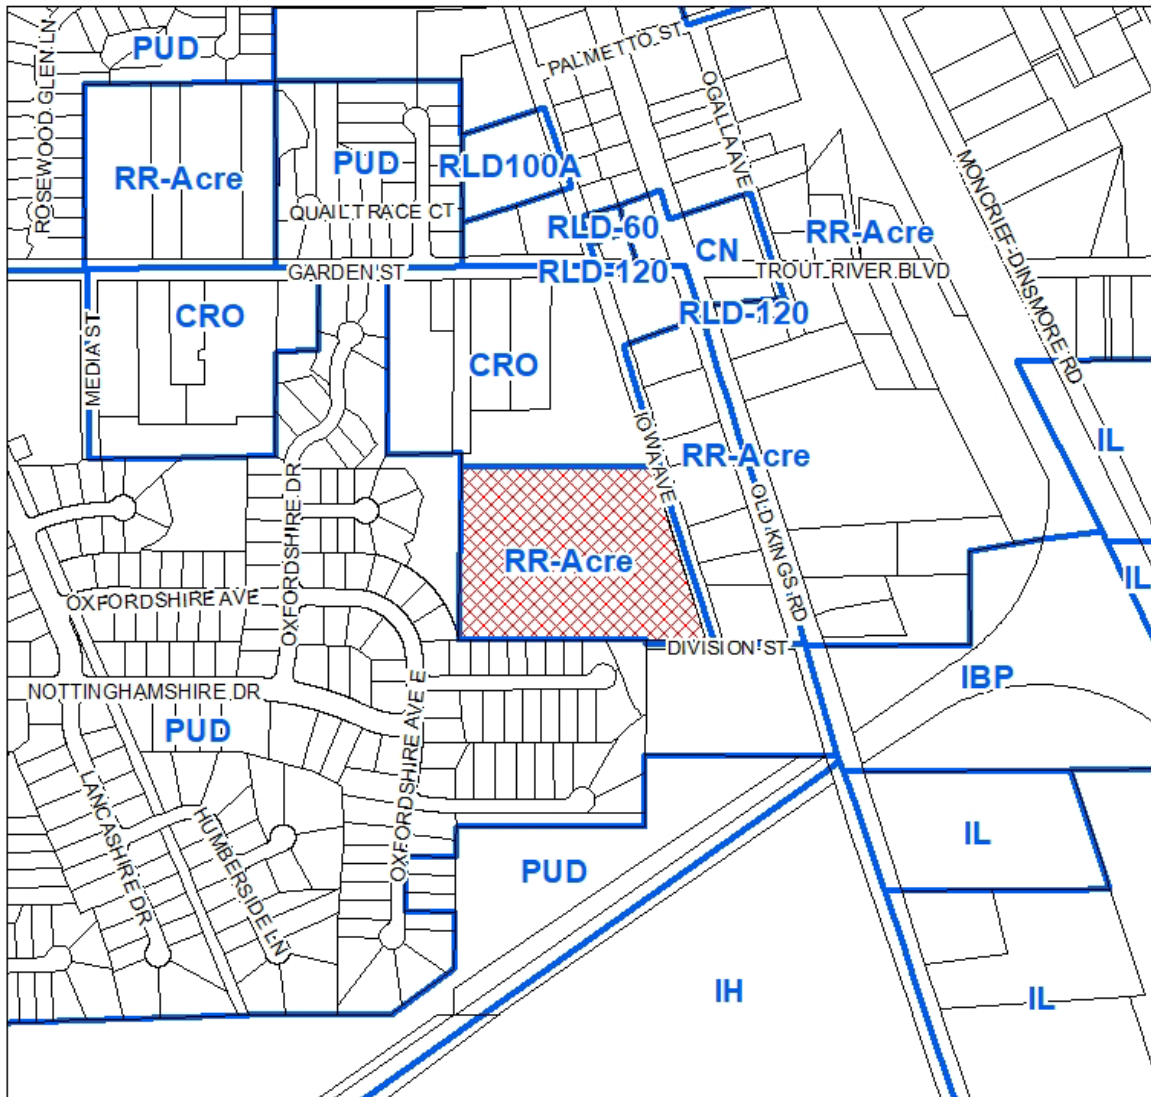 PUD
ROSEWOOD GLEN LN
PALMETTO ST
OGALLA AVE
RR-Acre
PUD
RLD100A
MONCRIEF-DINSMORE RD
QUAILTRACE CT
RLD-60
CN
RR-Acre
GARDEN ST
RLD-120
TROUT RIVER BLVD
CRO
RLD-120
MEDIA ST
CRO
IOWA AVE
RR-Acre
IL
OXFORDSHIRE DR
OLD KINGS RD
RR-Acre
IL
OXFORDSHIRE AVE
DIVISION ST
NOTTINGHAMSHIRE DR
IBP
PUD
OXFORDSHIRE AVE E
LANCASHIRE DR
HUMBERSIDE LN
IL
PUD
IH
IL